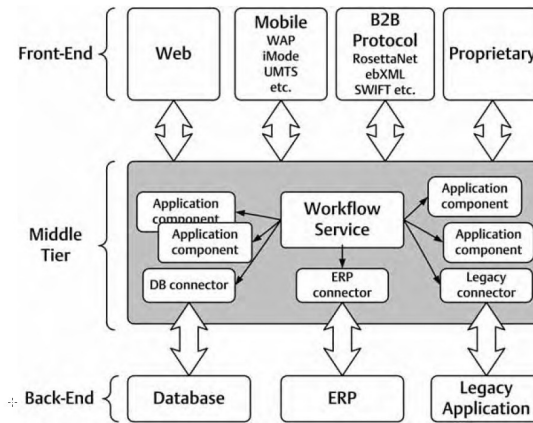 Front-End
Web
Mobile
WAP
iMode
UMTS
etc.
B2B
Protocol
RosettaNet
ebXML
SWIFT etc.
Proprietary
Middle
Tier
Application
component
Application
component
DB connector
Workflow
Service
ERP
connector
Application
component
Application
component
Legacy
connector
Back-End
Database
ERP
Legacy
Application